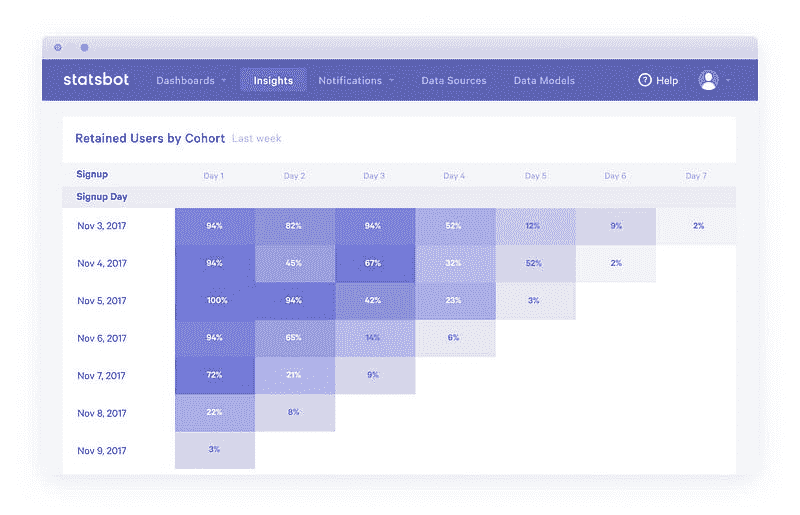 statsbot Dashboards Insights Notifications Data Sources Data Models ? Help
Retained Users by Cohort Last week
Signup Day 1 Day 2 Day 3 Day 4 Day 5 Day 6 Day 7
Signup Day
Nov 3, 2017 94% 82% 94% 52% 12% 9% 2%
Nov 4, 2017 94% 45% 67% 32% 52% 2%
Nov 5, 2017 100% 94% 42% 23% 3%
Nov 6, 2017 94% 65% 14% 6%
Nov 7, 2017 72% 21% 9%
Nov 8, 2017 22% 8%
Nov 9, 2017 3%